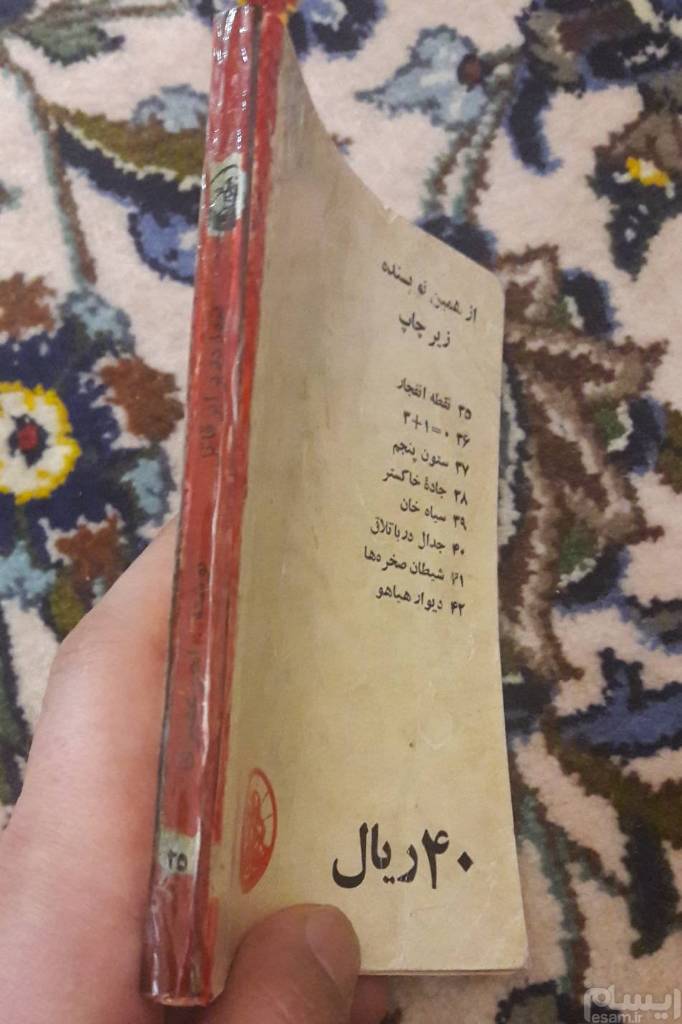 از همین نویسنده
زیر چاپ
۳۵ نقطه انفجار
۳۶ ۰=۱+۳
۳۷ ستون پنجم
۳۸ جادهٔ خاکستر
۳۹ سیاه خان
۴۰ جدال در باتلاق
۴۱ شیطان صخره‌ها
۴۲ دیوار هیاهو
۴۰ ریال
۲۵
ایسام
esam.ir